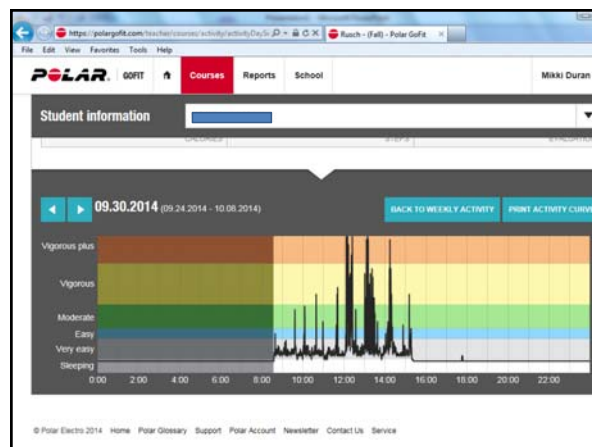 https://polargofit.com/teacher/courses/activity/activityDaySi
Rusch - (Fall) - Polar GoFit
File Edit View Favorites Tools Help
POLAR. GOFIT Courses Reports School Mikki Duran
Student information
CALORIES STEPS
09.30.2014 (09.24.2014 - 10.08.2014) BACK TO WEEKLY ACTIVITY PRINT ACTIVITY CURVE
Vigorous plus
Vigorous
Moderate
Easy
Very easy
Sleeping
0:00 2:00 4:00 6:00 8:00 10:00 12:00 14:00 16:00 18:00 20:00 22:00
© Polar Electro 2014 Home Polar Glossary Support Polar Account Newsletter Contact Us Service